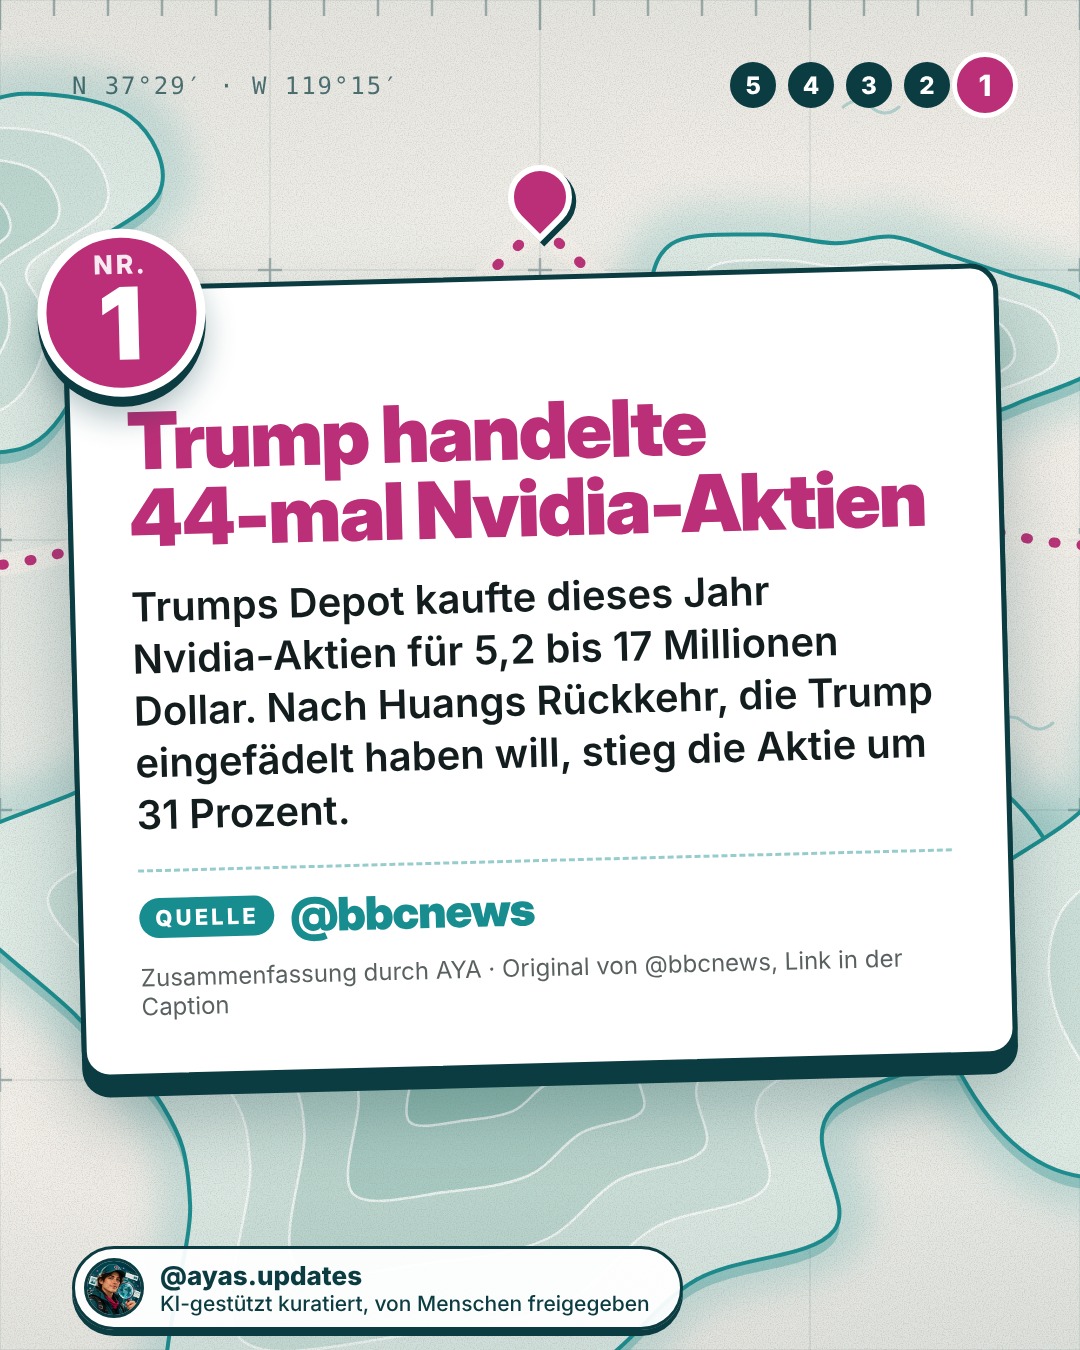 N 37°29′ · W 119°15′
5 4 3 2 1
NR.
1
Trump handelte
44-mal Nvidia-Aktien
Trumps Depot kaufte dieses Jahr
Nvidia-Aktien für 5,2 bis 17 Millionen
Dollar. Nach Huangs Rückkehr, die Trump
eingefädelt haben will, stieg die Aktie um
31 Prozent.
QUELLE @bbcnews
Zusammenfassung durch AYA · Original von @bbcnews, Link in der
Caption
@ayas.updates
KI-gestützt kuratiert, von Menschen freigegeben